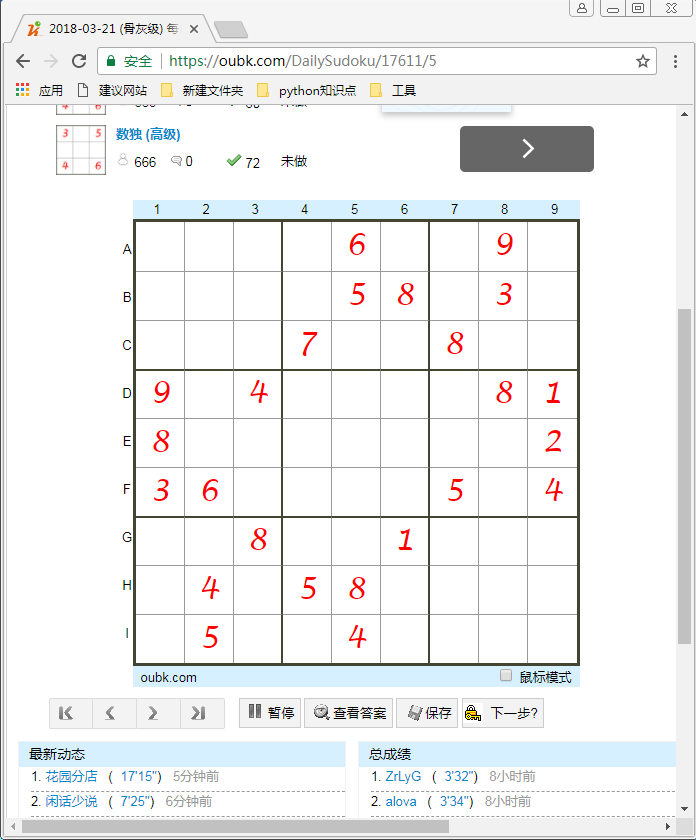 2018-03-21 (骨灰级) 每
安全 https://oubk.com/DailySudoku/17611/5
应用 建议网站 新建文件夹 python知识点 工具
4 6
3 5
4 6
数独 (高级)
666 0 72 未做
1 2 3 4 5 6 7 8 9
A 6 9
B 5 8 3
C 7 8
D 9 4 8 1
E 8 2
F 3 6 5 4
G 8 1
H 4 5 8
I 5 4
oubk.com 鼠标模式
暂停 查看答案 保存 下一步?
最新动态
1. 花园分店 ( 17'15") 5分钟前
2. 闲话少说 ( 7'25") 6分钟前
总成绩
1. ZrLyG ( 3'32") 8小时前
2. alova ( 3'34") 8小时前